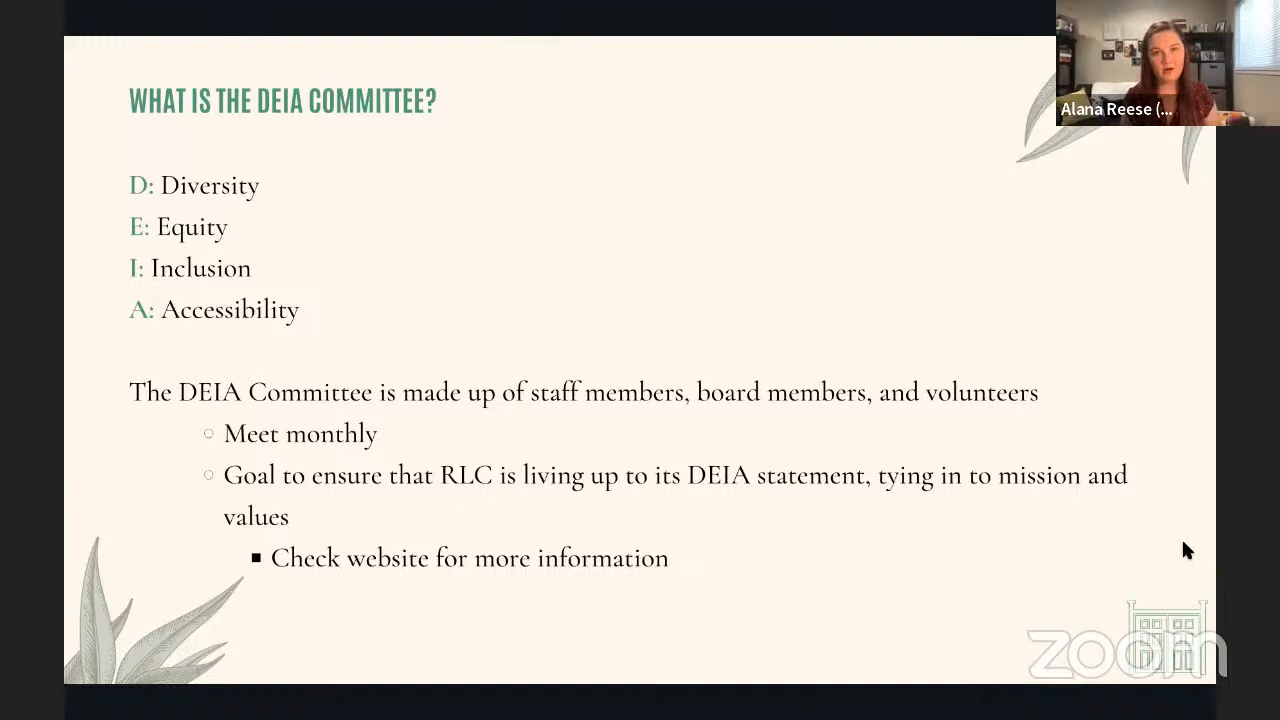 WHAT IS THE DEIA COMMITTEE?
Alana Reese (...
D: Diversity
E: Equity
I: Inclusion
A: Accessibility
The DEIA Committee is made up of staff members, board members, and volunteers
Meet monthly
Goal to ensure that RLC is living up to its DEIA statement, tying in to mission and
values
Check website for more information
zoom